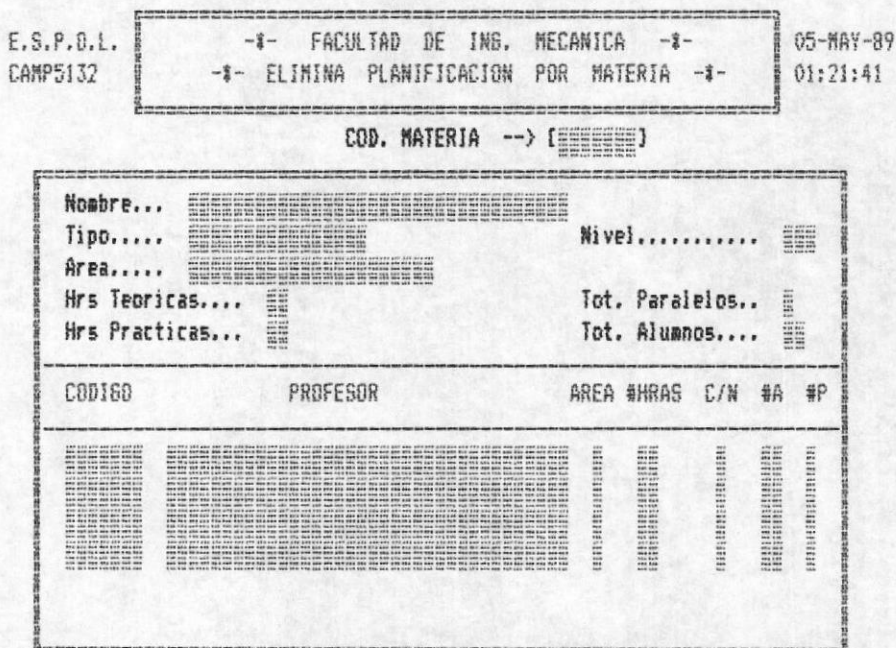 E.S.P.O.L. -*- FACULTAD DE ING. MECANICA -*- 05-MAY-89
CAMP5132 -*- ELIMINA PLANIFICACION POR MATERIA -*- 01:21:41
COD. MATERIA --> [ ]
Nombre...
Tipo..... Nivel...........
Area.....
Hrs Teoricas.... Tot. Paralelos..
Hrs Practicas... Tot. Alumnos....
CODIGO PROFESOR AREA #HRAS C/N #A #P